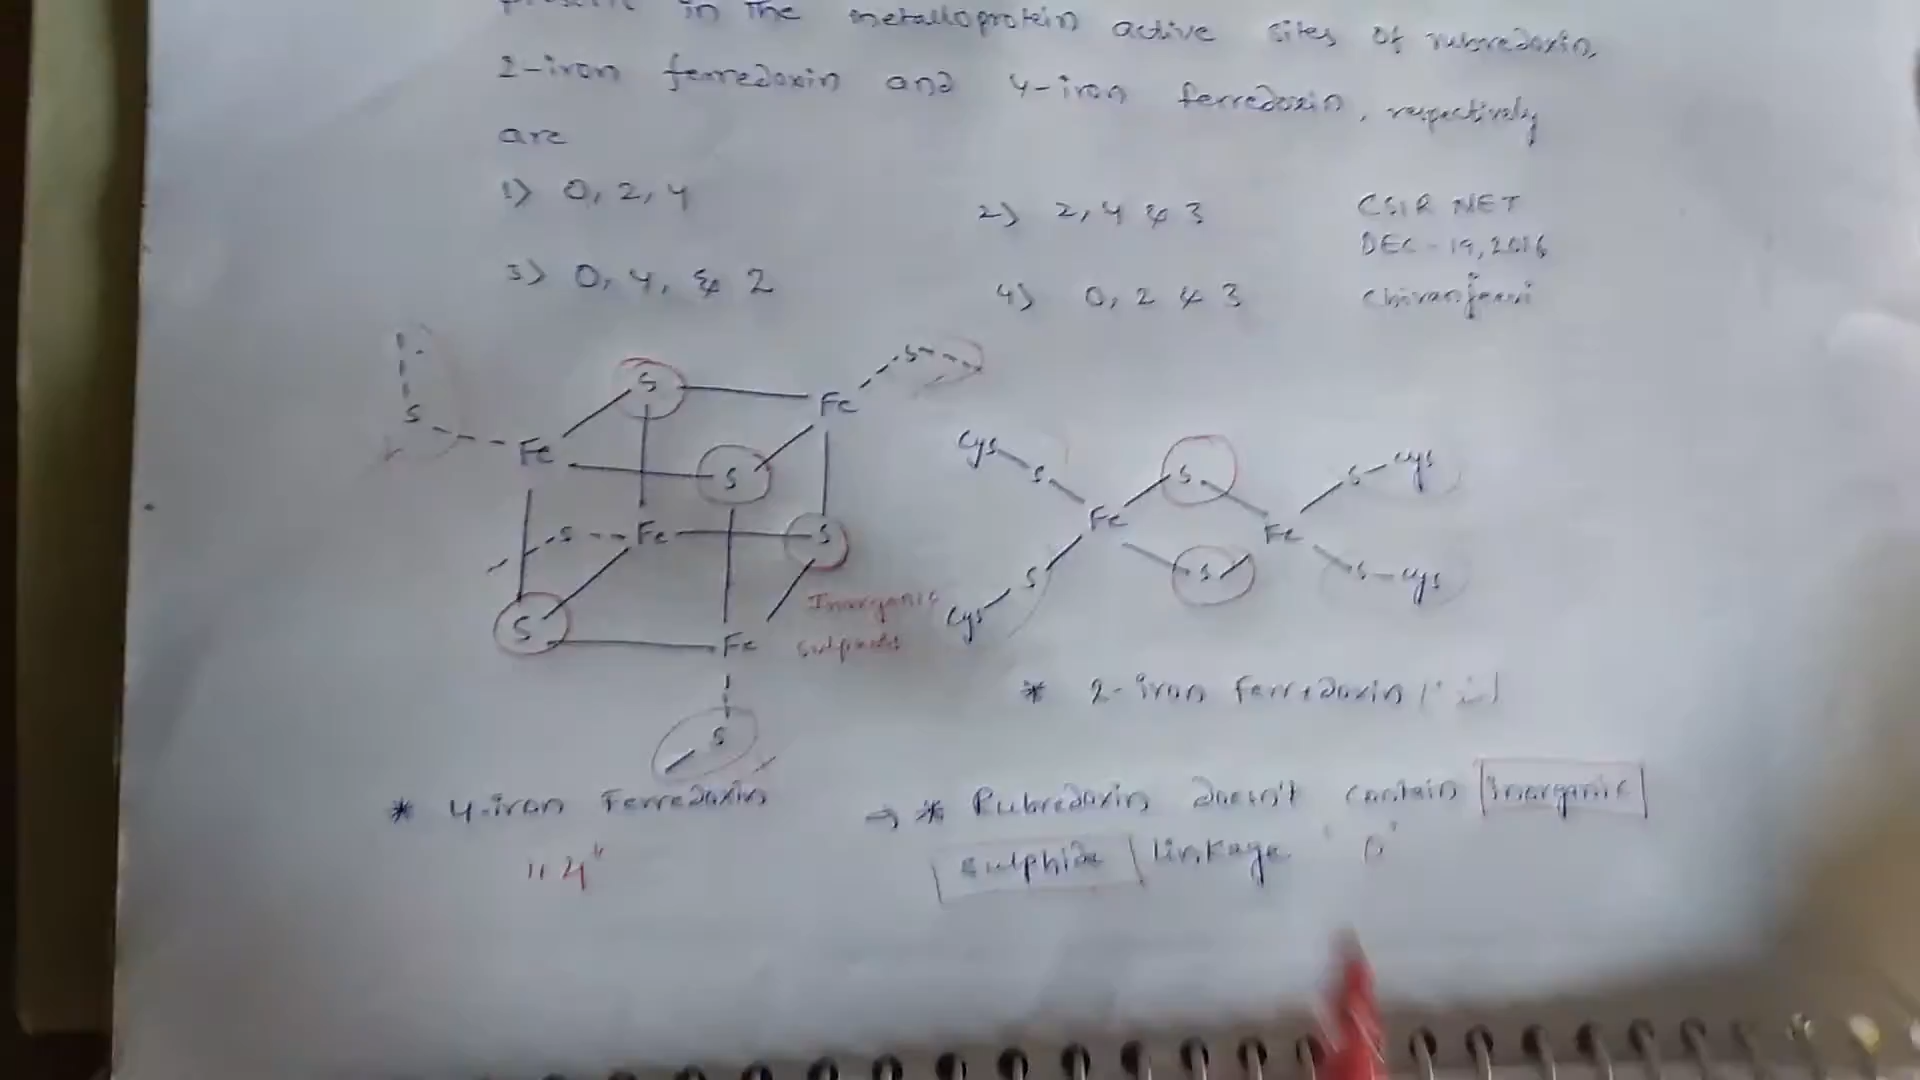 present in the metalloprotein active sites of rubredoxin,
2-iron ferredoxin and 4-iron ferredoxin, respectively
are
1) 0, 2, 4
2) 2, 4 & 3
3) 0, 4, & 2
4) 0, 2 & 3
CSIR NET
DEC-19, 2016
S
Fe
S
S
Fe
S
S
Fe
S
S
Fe
S
Inorganic
Cys
S
Fe
S
Cys
S
S
Fe
S-cys
S-cys
* 2-iron Ferredoxin
* 4-iron Ferredoxin
"4"
→ * Rubredoxin doesn't contain inorganic
sulphide linkage '0'